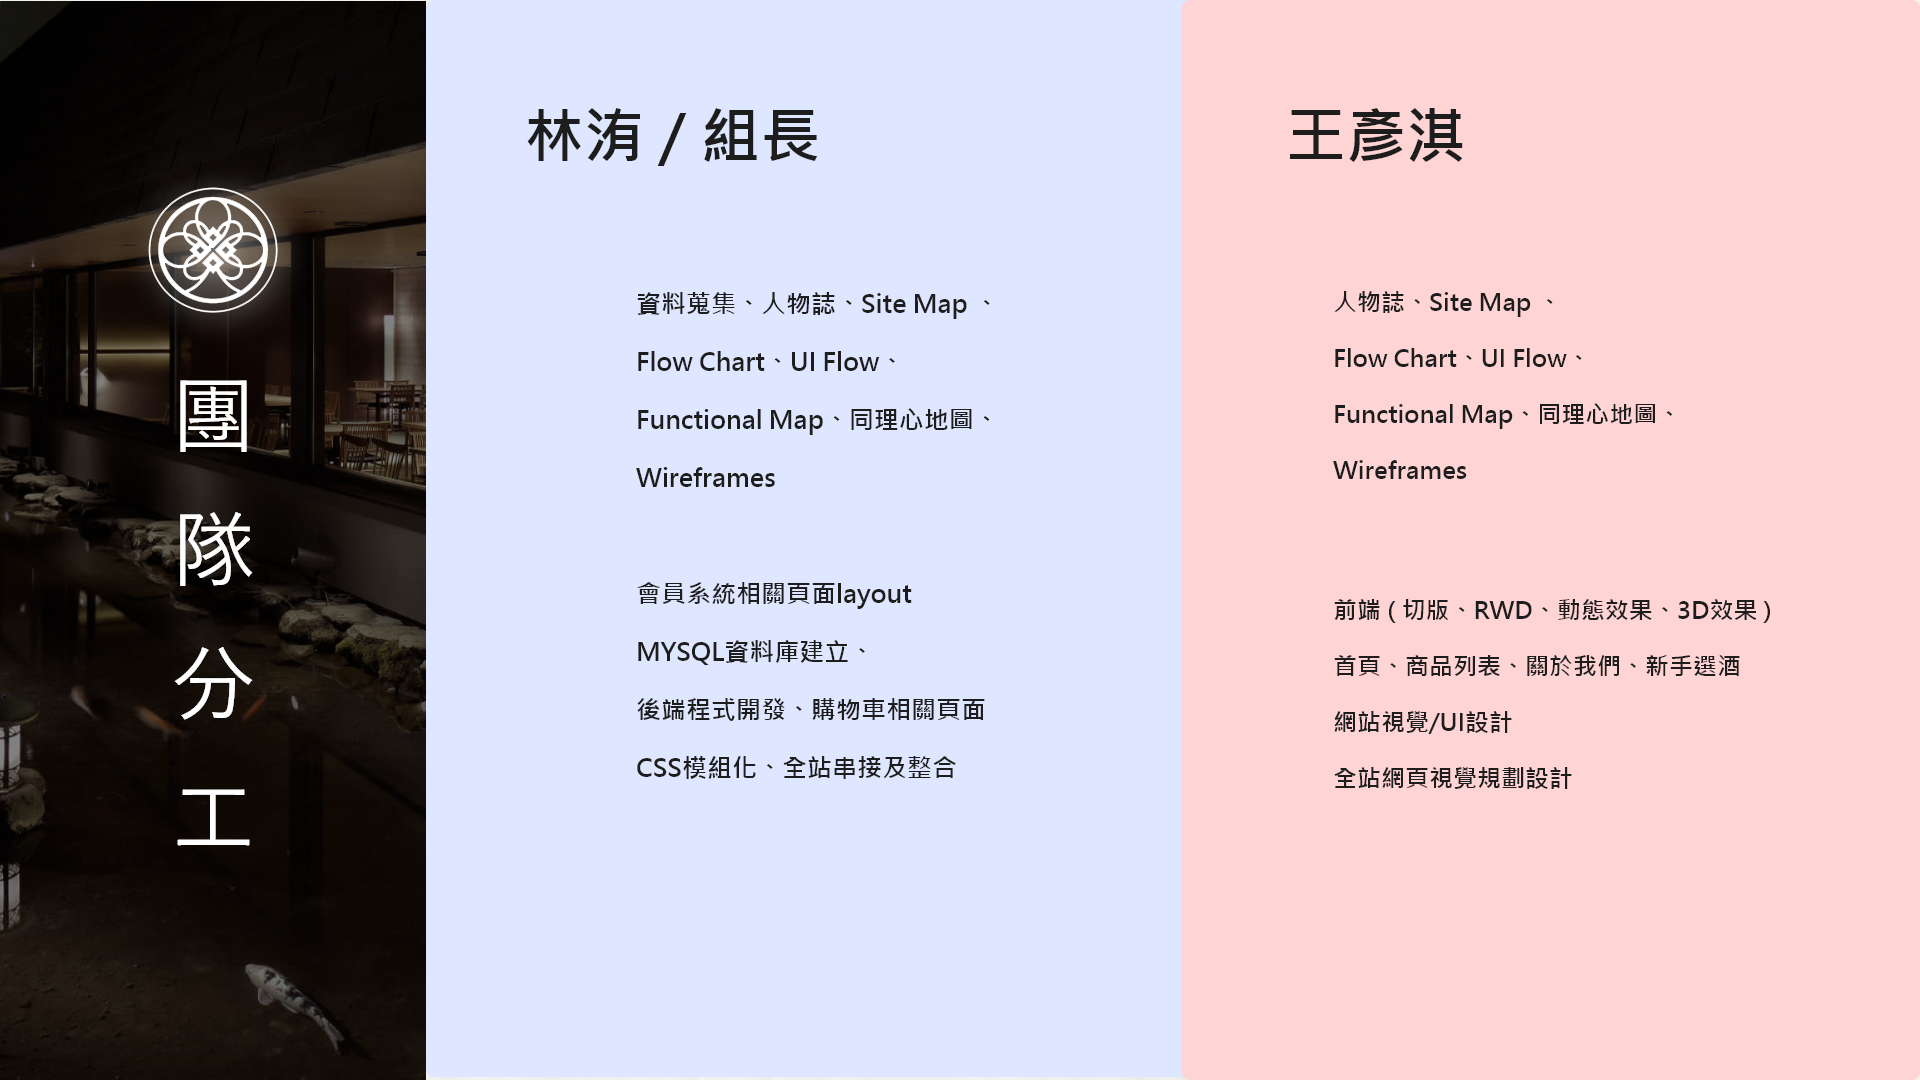 團隊分工
林洧 / 組長
資料蒐集、人物誌、Site Map 、
Flow Chart、UI Flow、
Functional Map、同理心地圖、
Wireframes
會員系統相關頁面layout
MYSQL資料庫建立、
後端程式開發、購物車相關頁面
CSS模組化、全站串接及整合
王彥淇
人物誌、Site Map 、
Flow Chart、UI Flow、
Functional Map、同理心地圖、
Wireframes
前端 ( 切版、RWD、動態效果、3D效果 )
首頁、商品列表、關於我們、新手選酒
網站視覺/UI設計
全站網頁視覺規劃設計